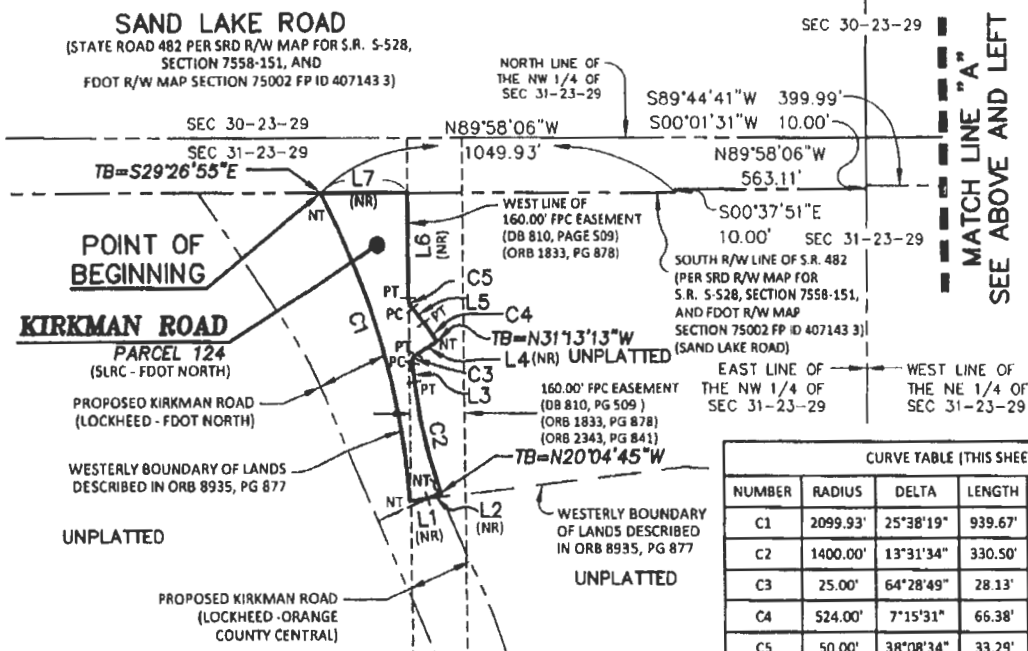 SAND LAKE ROAD
(STATE ROAD 482 PER SRD R/W MAP FOR S.R. S-528,
SECTION 7558-151, AND
FDOT R/W MAP SECTION 75002 FP ID 407143 3)
SEC 30-23-29
NORTH LINE OF
THE NW 1/4 OF
SEC 31-23-29
S89°44'41"W 399.99'
S00°01'31"W 10.00'
MATCH LINE "A"
SEE ABOVE AND LEFT
SEC 30-23-29
SEC 31-23-29
N89°58'06"W
1049.93'
N89°58'06"W
563.11'
TB=S29°26'55"E
L7
(NR)
NT
WEST LINE OF
160.00' FPC EASEMENT
(DB 810, PAGE 509)
(ORB 1833, PG 878)
S00°37'51"E
10.00'
SEC 31-23-29
POINT OF
BEGINNING
L6
(NR)
SOUTH R/W LINE OF S.R. 482
(PER SRD R/W MAP FOR
S.R. S-528, SECTION 7558-151,
AND FDOT R/W MAP
SECTION 75002 FP ID 407143 3)
(SAND LAKE ROAD)
KIRKMAN ROAD
PARCEL 124
(SLRC - FDOT NORTH)
C1
PT
PC
C5
L5
PT
C4
NT
TB=N31°13'13"W
PT
PC
L4(NR)
UNPLATTED
C3
L3
PT
EAST LINE OF
THE NW 1/4 OF
SEC 31-23-29
WEST LINE OF
THE NE 1/4 OF
SEC 31-23-29
PROPOSED KIRKMAN ROAD
(LOCKHEED - FDOT NORTH)
160.00' FPC EASEMENT
(DB 810, PG 509 )
(ORB 1833, PG 878)
(ORB 2343, PG 841)
C2
TB=N20°04'45"W
WESTERLY BOUNDARY OF LANDS
DESCRIBED IN ORB 8935, PG 877
NT
NT
L1
(NR)
L2
(NR)
WESTERLY BOUNDARY
OF LANDS DESCRIBED
IN ORB 8935, PG 877
UNPLATTED
UNPLATTED
PROPOSED KIRKMAN ROAD
(LOCKHEED -ORANGE
COUNTY CENTRAL)
CURVE TABLE (THIS SHEE
NUMBER RADIUS DELTA LENGTH
C1 2099.93' 25°38'19" 939.67'
C2 1400.00' 13°31'34" 330.50'
C3 25.00' 64°28'49" 28.13'
C4 524.00' 7°15'31" 66.38'
C5 50.00' 38°08'34" 33.29'